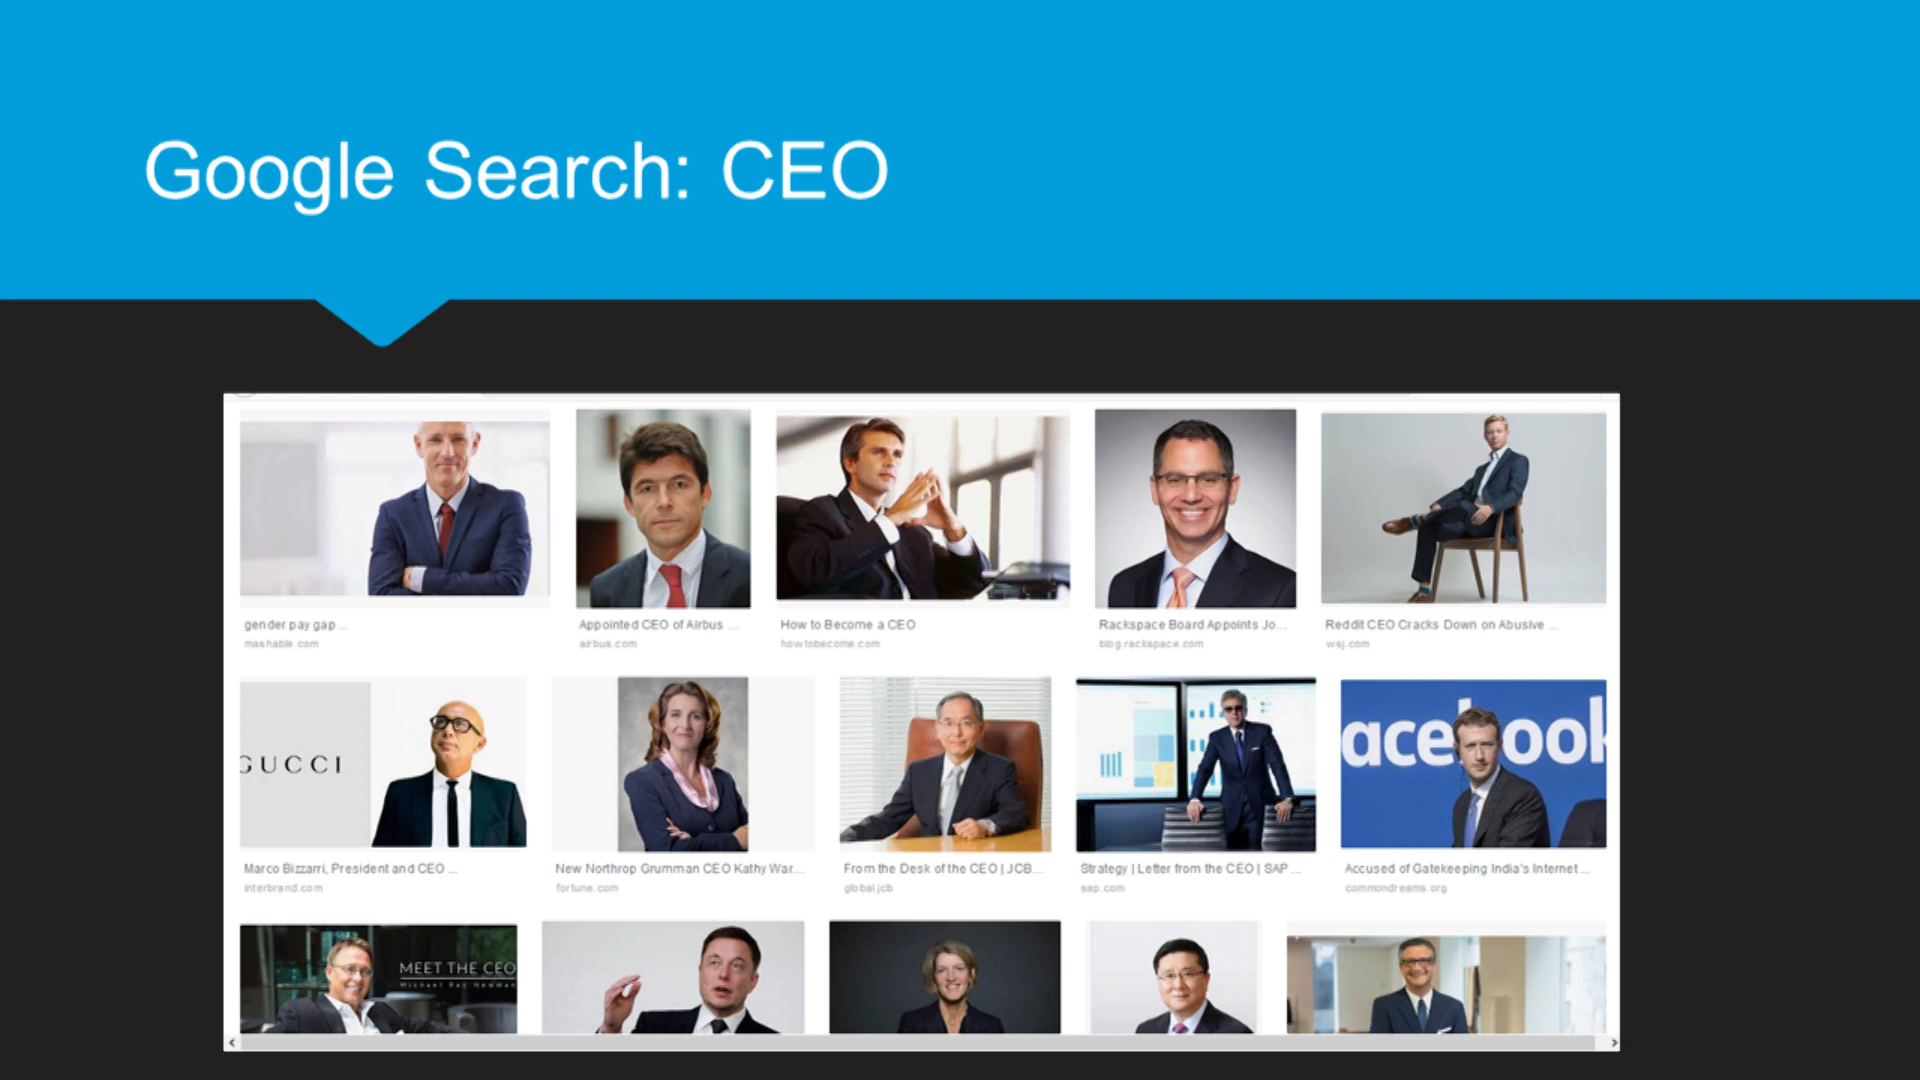 Google Search: CEO
gender pay gap ...
mashable.com
Appointed CEO of Airbus ...
airbus.com
How to Become a CEO
howtobecome.com
Rackspace Board Appoints Jo...
blog.rackspace.com
Reddit CEO Cracks Down on Abusive ...
wsj.com
GUCCI
acebook
Marco Bizzarri, President and CEO ...
interbrand.com
New Northrop Grumman CEO Kathy War...
fortune.com
From the Desk of the CEO | JCB...
global.jcb
Strategy | Letter from the CEO | SAP ...
sap.com
Accused of Gatekeeping India's Internet ...
commondreams.org
MEET THE CEO
Michael Ray Newman